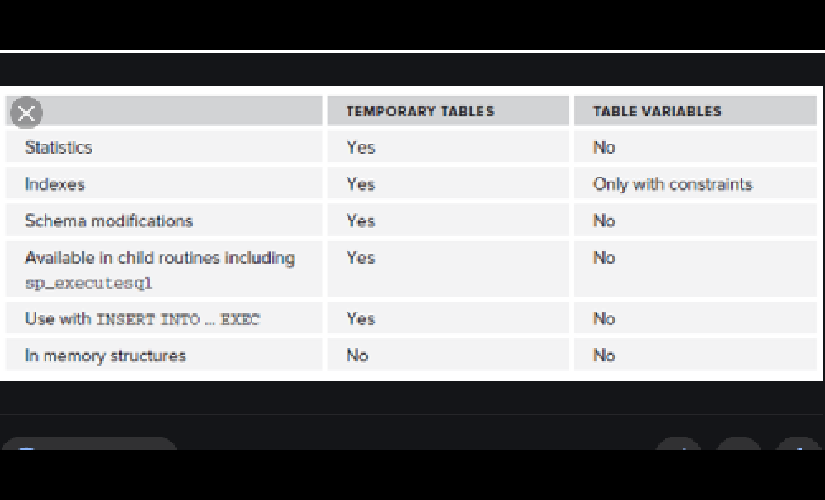 TEMPORARY TABLES TABLE VARIABLES
Statistics Yes No
Indexes Yes Only with constraints
Schema modifications Yes No
Available in child routines including Yes No
sp_executesql
Use with INSERT INTO ... EXEC Yes No
In memory structures No No